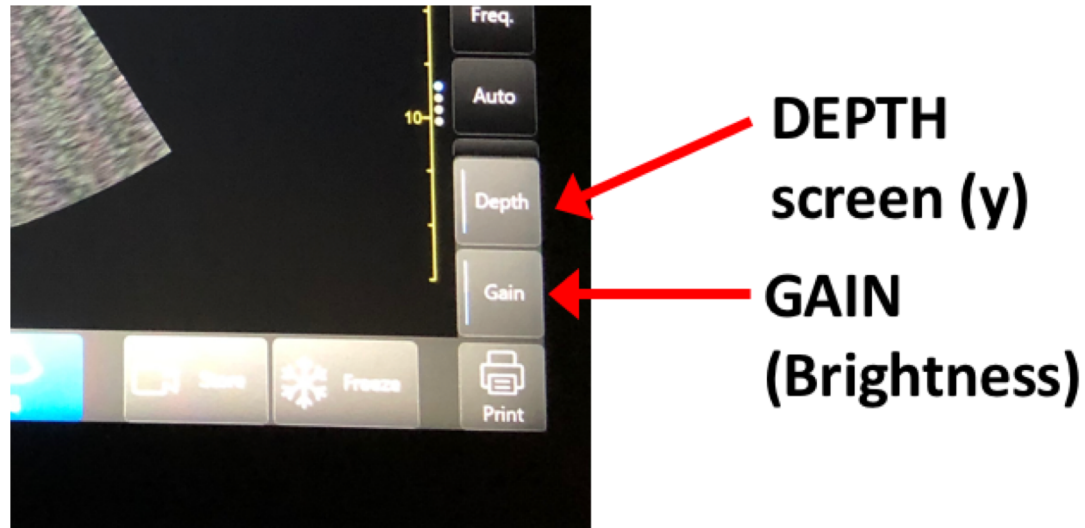 Freq.
Auto
10
Depth
Gain
Store
Freeze
Print
DEPTH
screen (y)
GAIN
(Brightness)